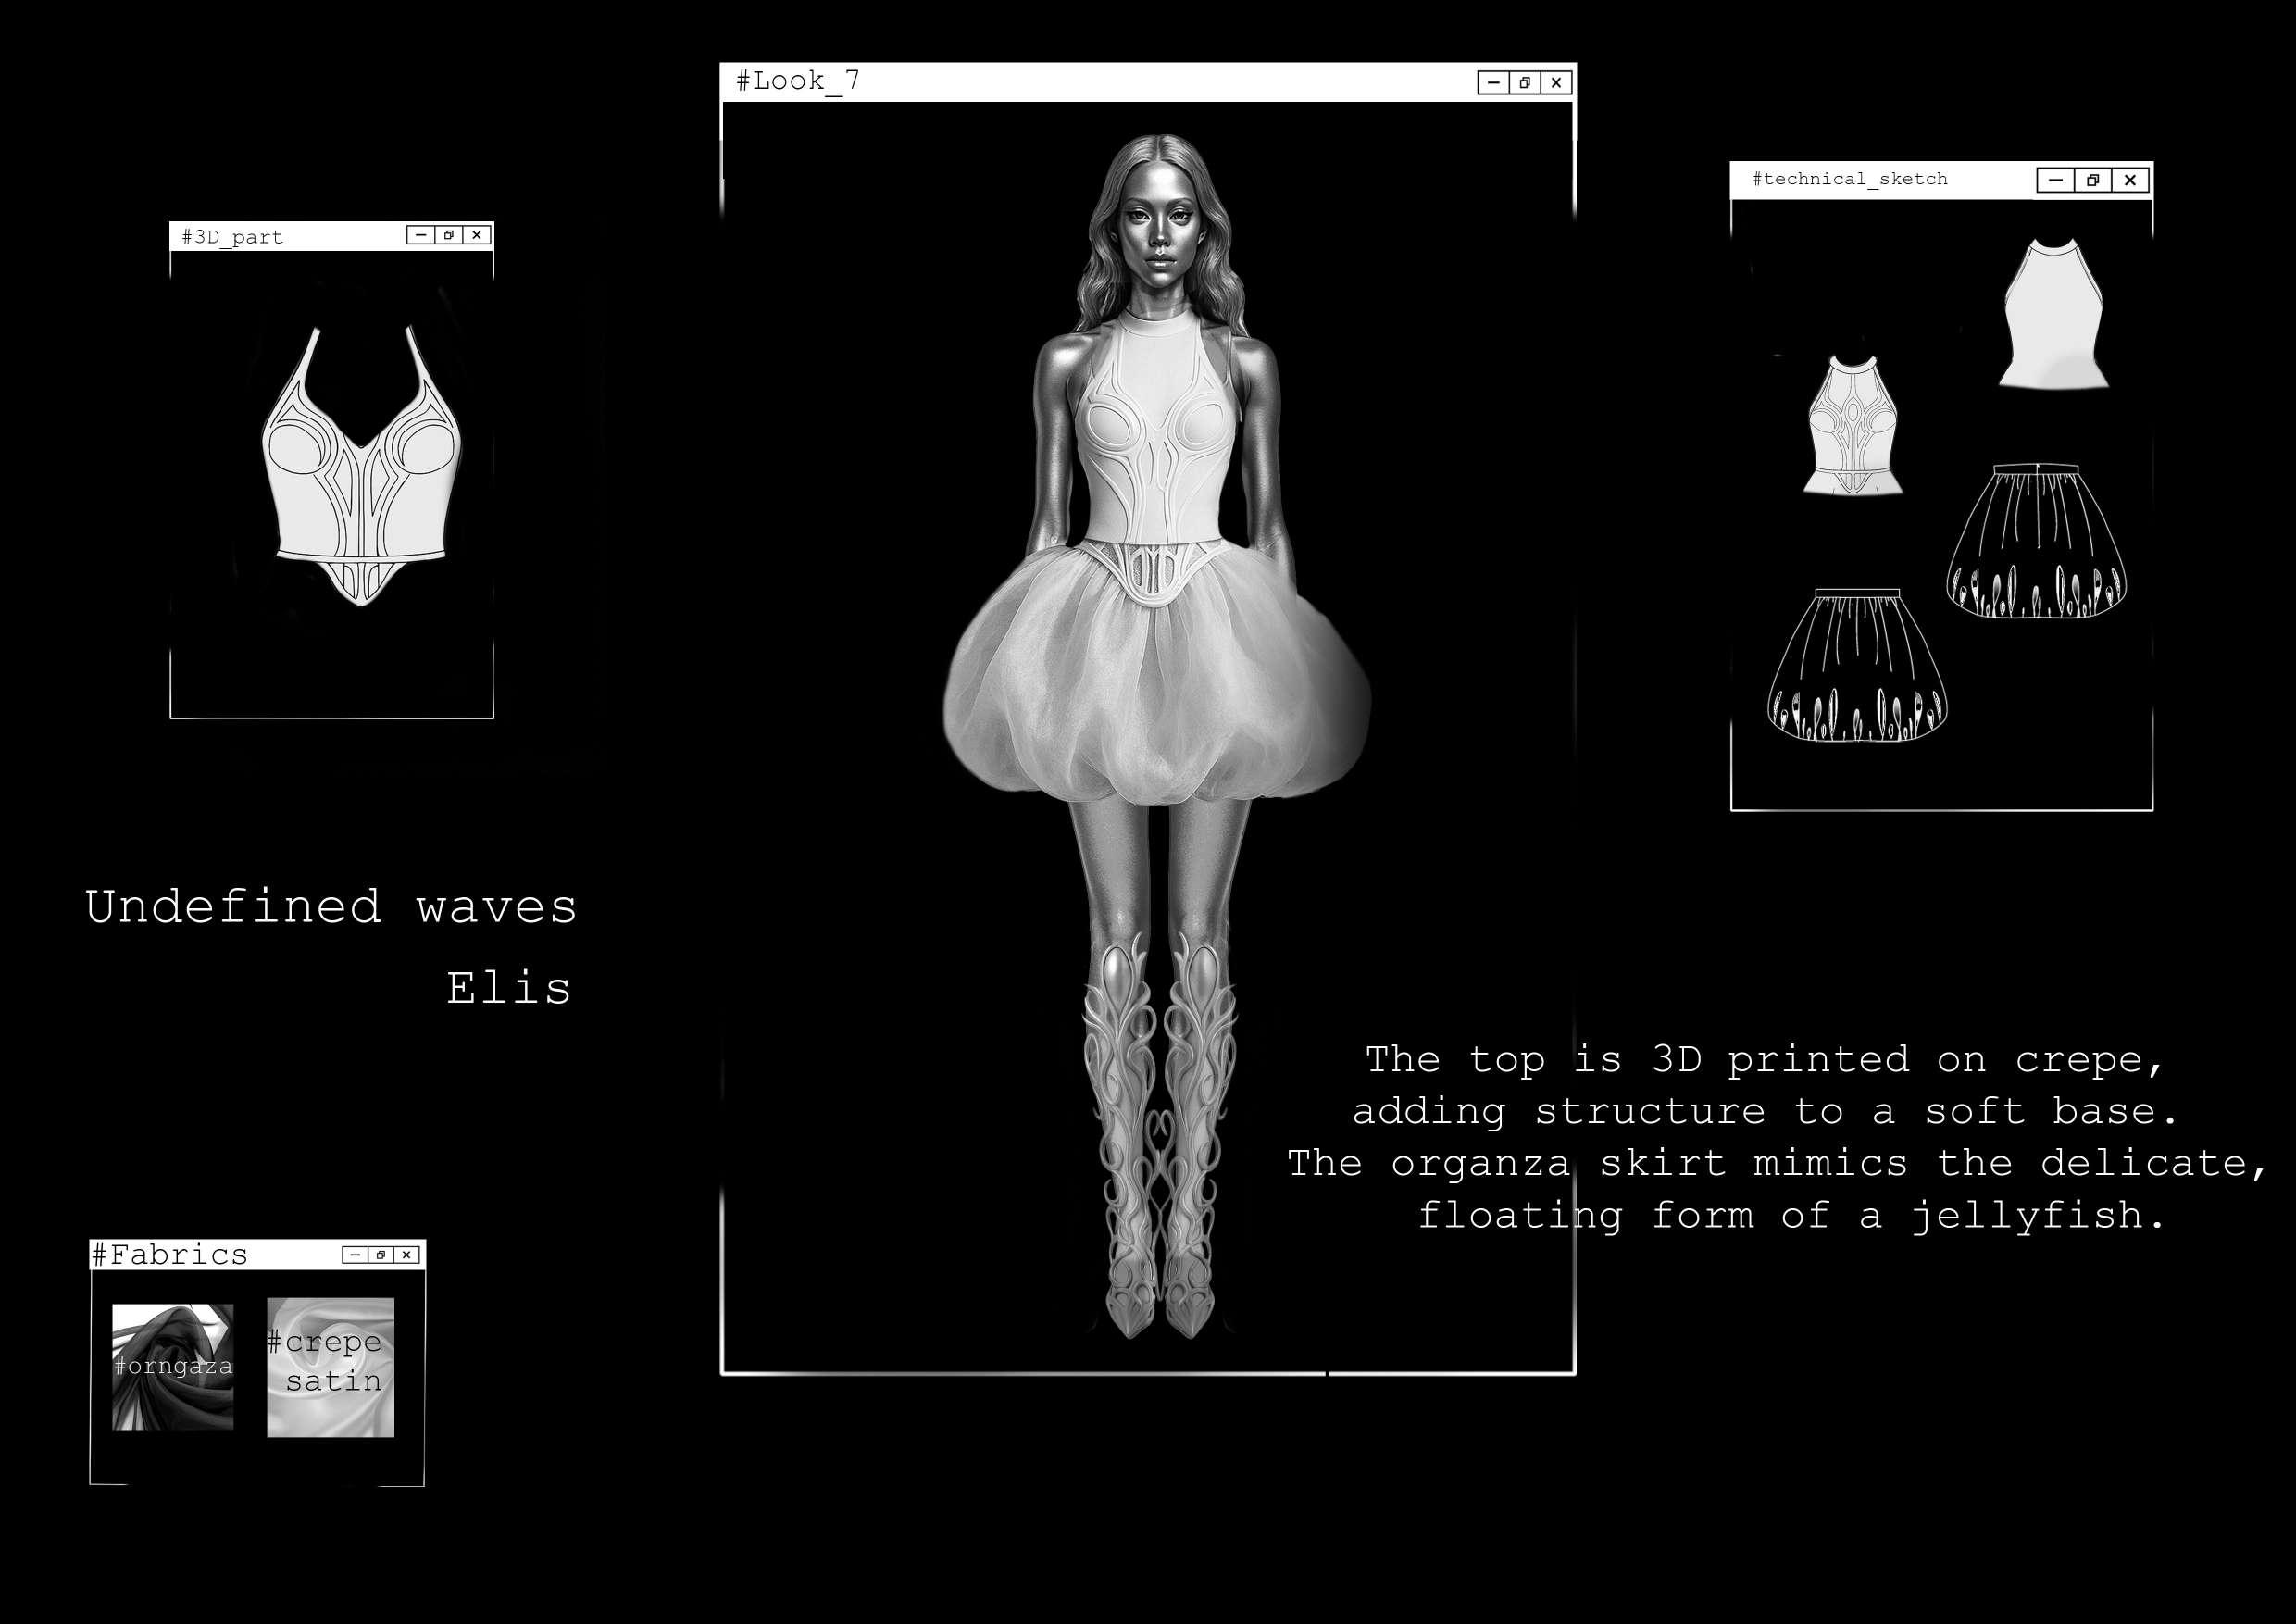 #Look_7
#technical_sketch
#3D_part
Undefined waves
Elis
The top is 3D printed on crepe,
adding structure to a soft base.
The organza skirt mimics the delicate,
floating form of a jellyfish.
#Fabrics
#orngaza
#crepe
satin